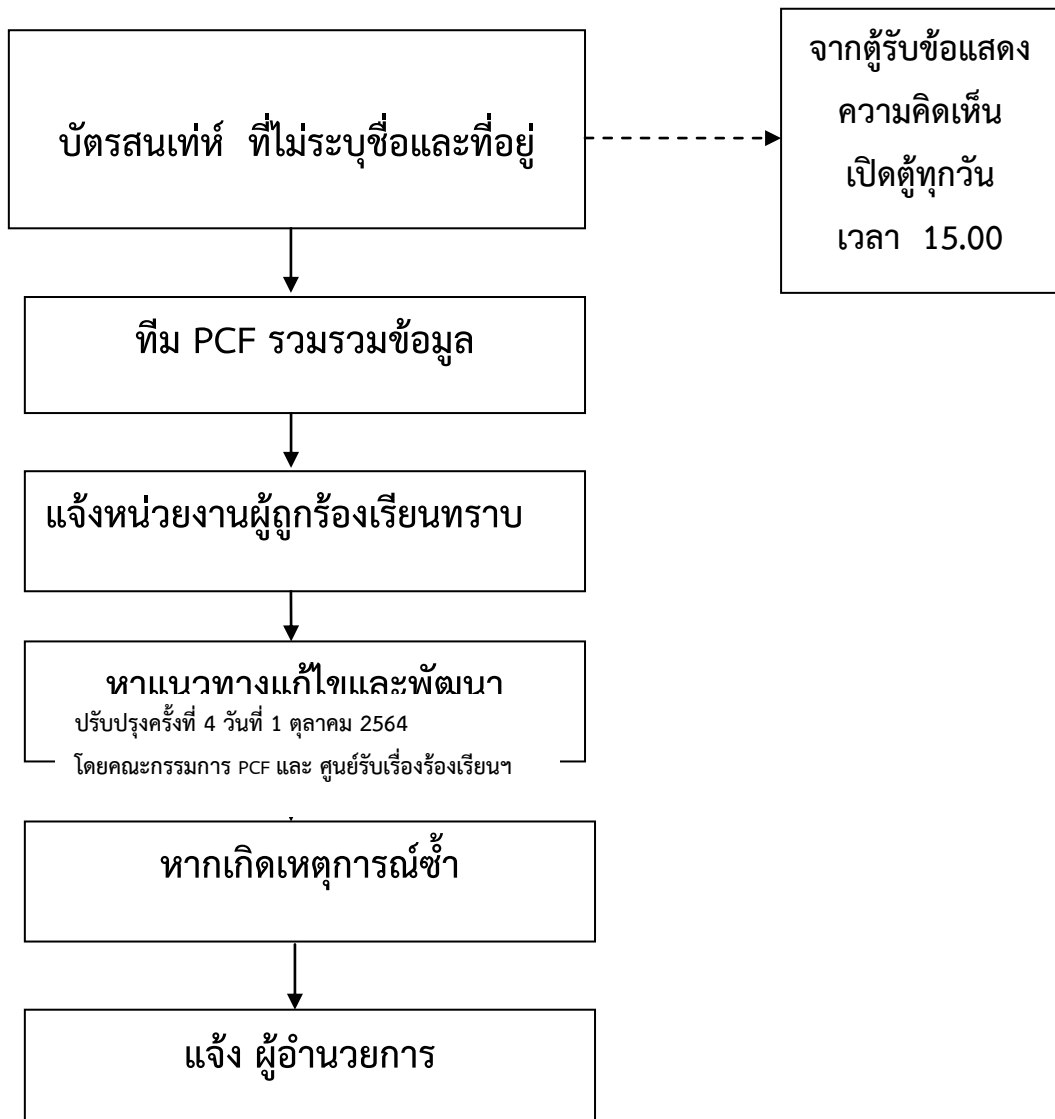 บัตรสนเท่ห์ ที่ไม่ระบุชื่อและที่อยู่
จากตู้รับข้อแสดง
ความคิดเห็น
เปิดตู้ทุกวัน
เวลา 15.00
ทีม PCF รวมรวมข้อมูล
แจ้งหน่วยงานผู้ถูกร้องเรียนทราบ
หาแนวทางแก้ไขและพัฒนา
ปรับปรุงครั้งที่ 4 วันที่ 1 ตุลาคม 2564
โดยคณะกรรมการ PCF และ ศูนย์รับเรื่องร้องเรียนฯ
หากเกิดเหตุการณ์ซ้ำ
แจ้ง ผู้อำนวยการ